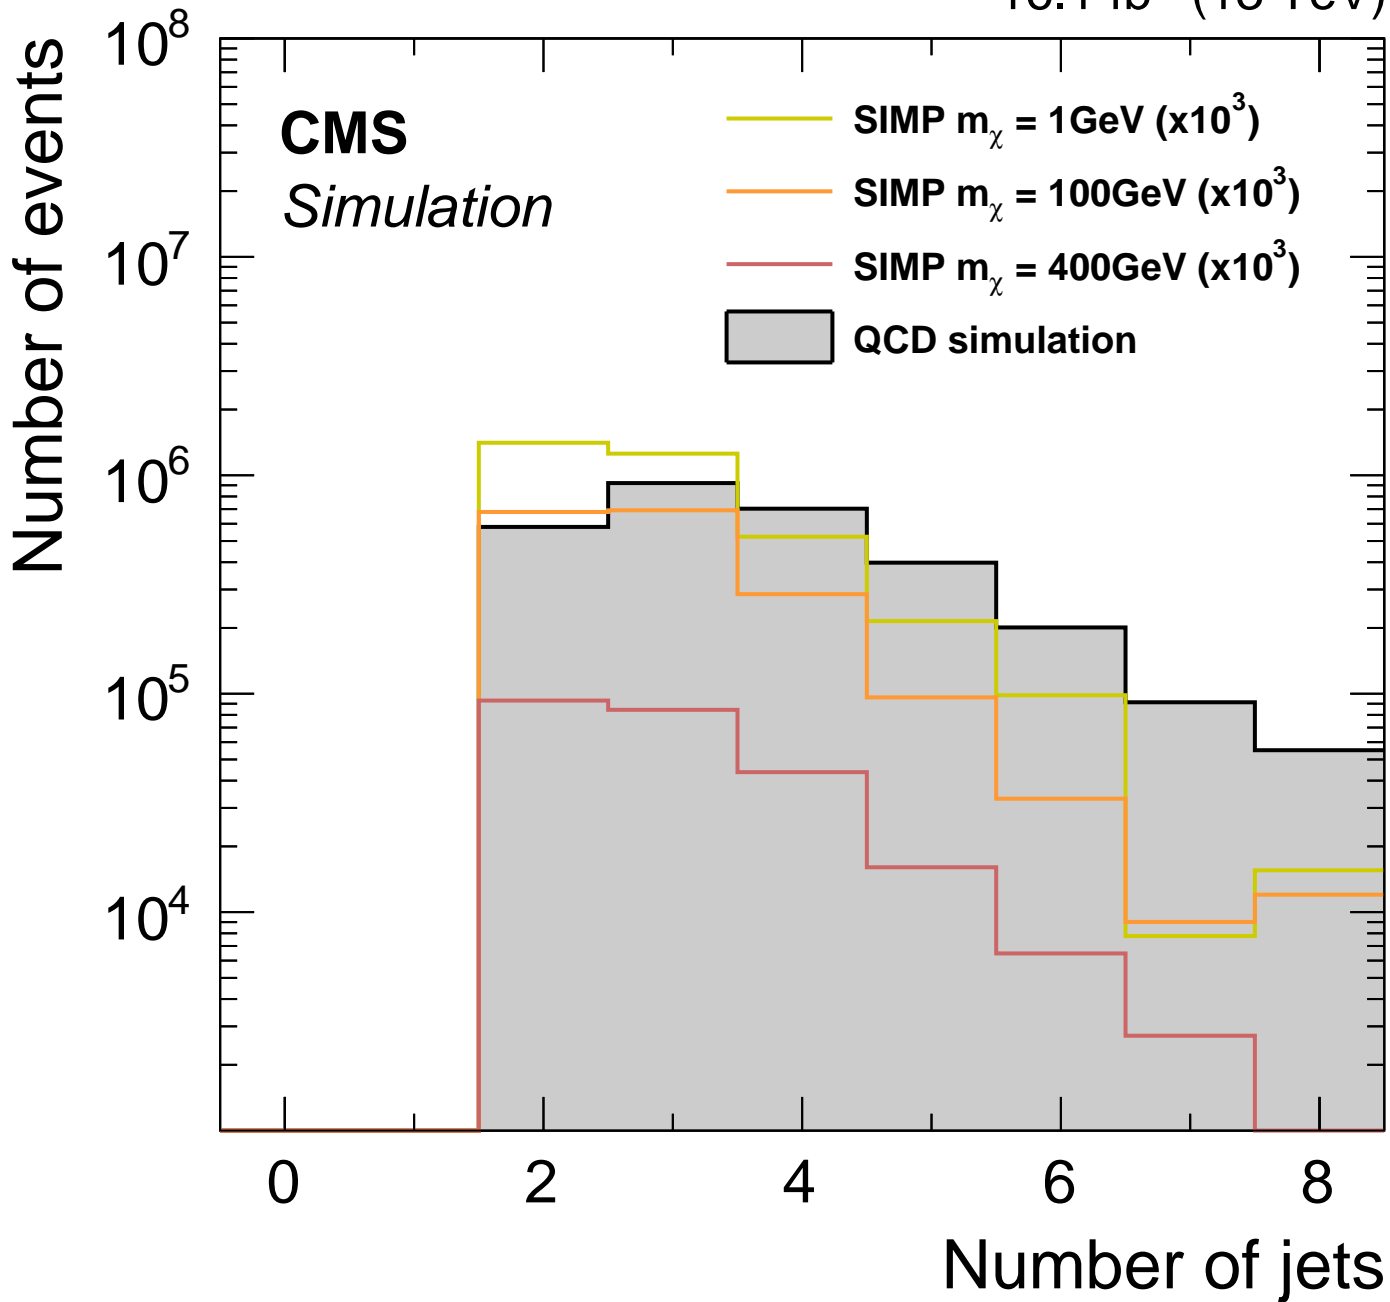 (13 TeV)
10^8
CMS
Simulation
SIMP m_χ = 1GeV (x10^3)
SIMP m_χ = 100GeV (x10^3)
SIMP m_χ = 400GeV (x10^3)
QCD simulation
Number of events
10^7
10^6
10^5
10^4
0 2 4 6 8
Number of jets